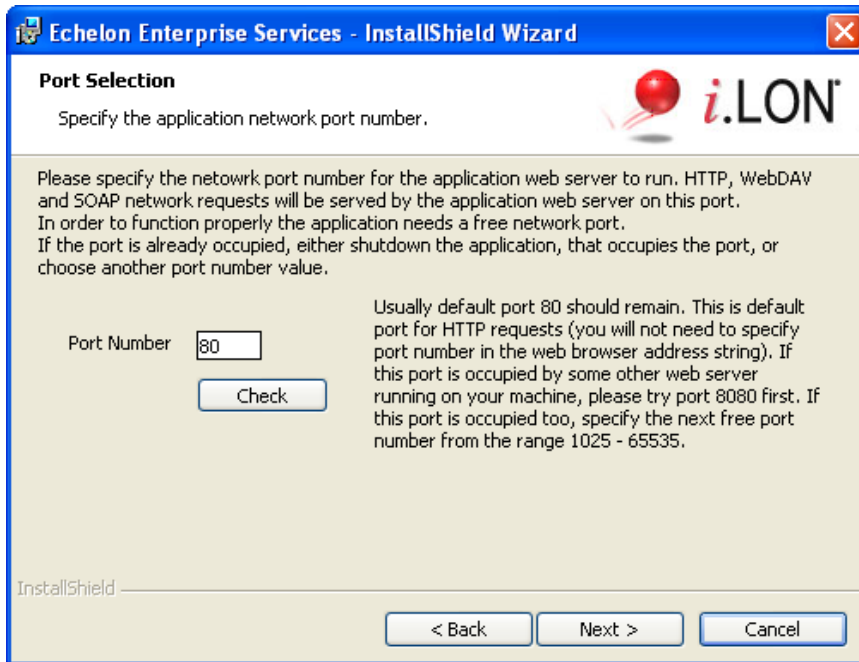 Echelon Enterprise Services - InstallShield Wizard
Port Selection
Specify the application network port number.
i.LON
Please specify the netowrk port number for the application web server to run. HTTP, WebDAV
and SOAP network requests will be served by the application web server on this port.
In order to function properly the application needs a free network port.
If the port is already occupied, either shutdown the application, that occupies the port, or
choose another port number value.
Port Number
80
Check
Usually default port 80 should remain. This is default
port for HTTP requests (you will not need to specify
port number in the web browser address string). If
this port is occupied by some other web server
running on your machine, please try port 8080 first. If
this port is occupied too, specify the next free port
number from the range 1025 - 65535.
InstallShield
< Back
Next >
Cancel